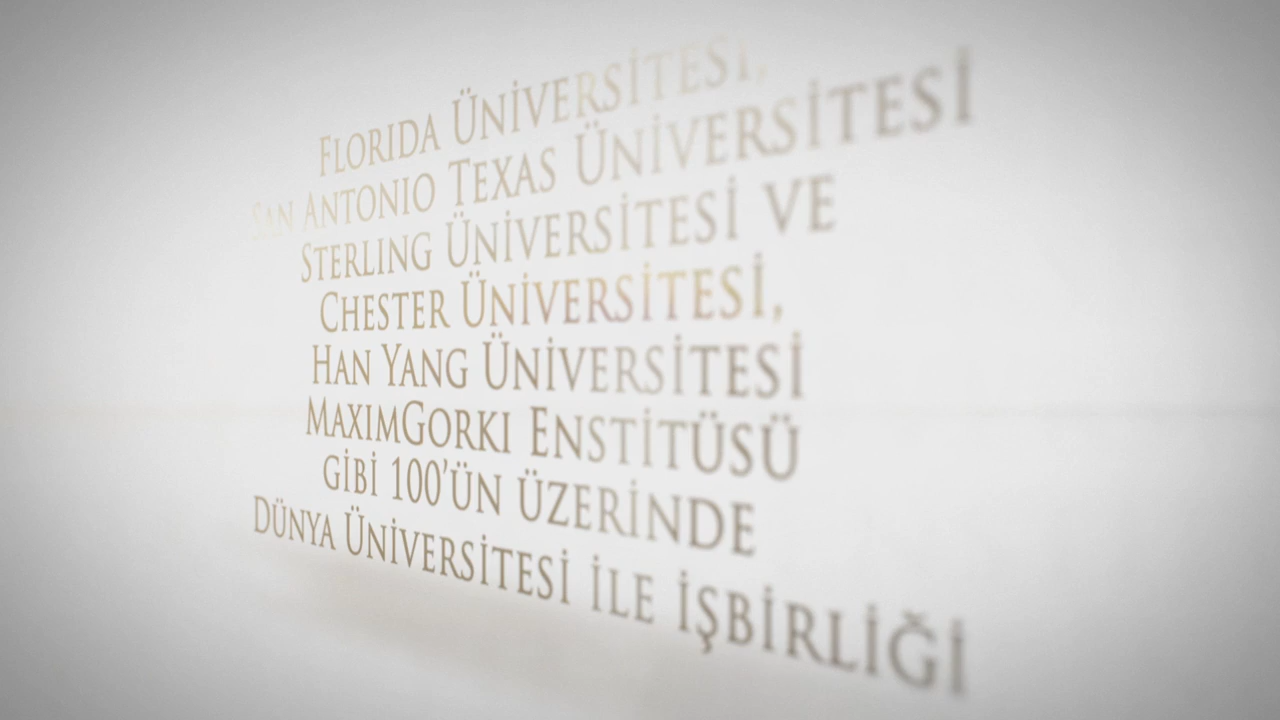 Florida Üniversitesi,
San Antonio Texas Üniversitesi
Sterling Üniversitesi ve
Chester Üniversitesi,
Han Yang Üniversitesi
MaximGorki Enstitüsü
gibi 100'ün üzerinde
Dünya Üniversitesi ile İşbirliği